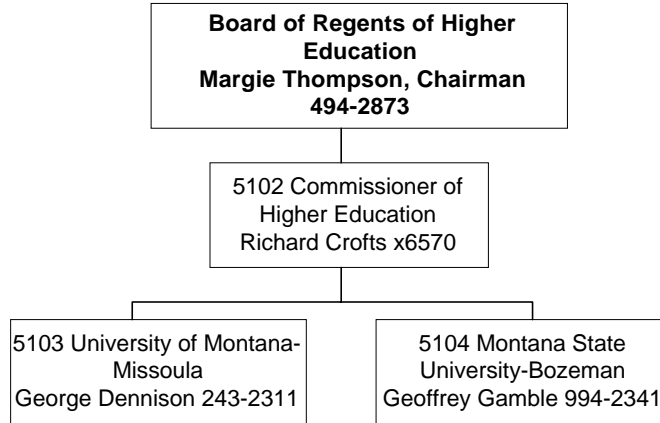 Board of Regents of Higher
Education
Margie Thompson, Chairman
494-2873
5102 Commissioner of
Higher Education
Richard Crofts x6570
5103 University of Montana-
Missoula
George Dennison 243-2311
5104 Montana State
University-Bozeman
Geoffrey Gamble 994-2341